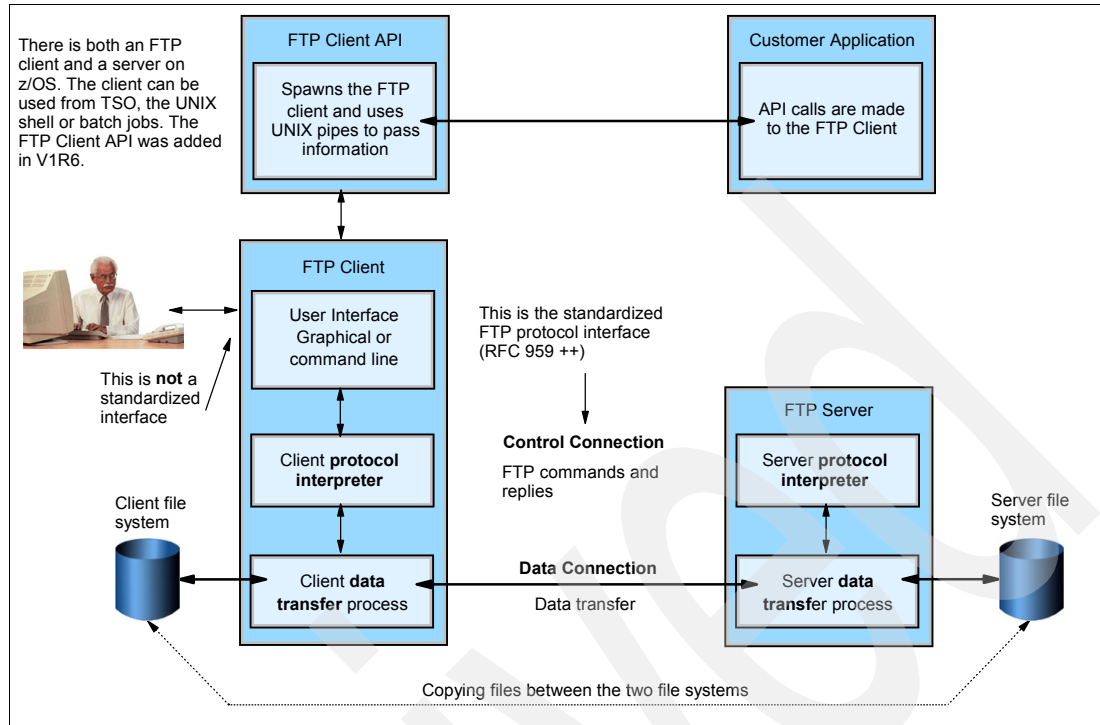 There is both an FTP
client and a server on
z/OS. The client can be
used from TSO, the UNIX
shell or batch jobs. The
FTP Client API was added
in V1R6.
FTP Client API
Spawns the FTP
client and uses
UNIX pipes to pass
information
Customer Application
API calls are made
to the FTP Client
FTP Client
User Interface
Graphical or
command line
This is not a
standardized
interface
This is the standardized
FTP protocol interface
(RFC 959 ++)
Control Connection
FTP commands and
replies
Client protocol
interpreter
FTP Server
Server protocol
interpreter
Client file
system
Server file
system
Client data
transfer process
Data Connection
Data transfer
Server data
transfer process
Copying files between the two file systems